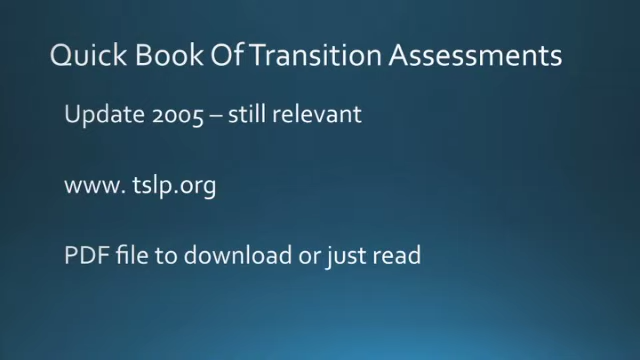 Quick Book Of Transition Assessments
Update 2005 – still relevant
www. tslp.org
PDF file to download or just read